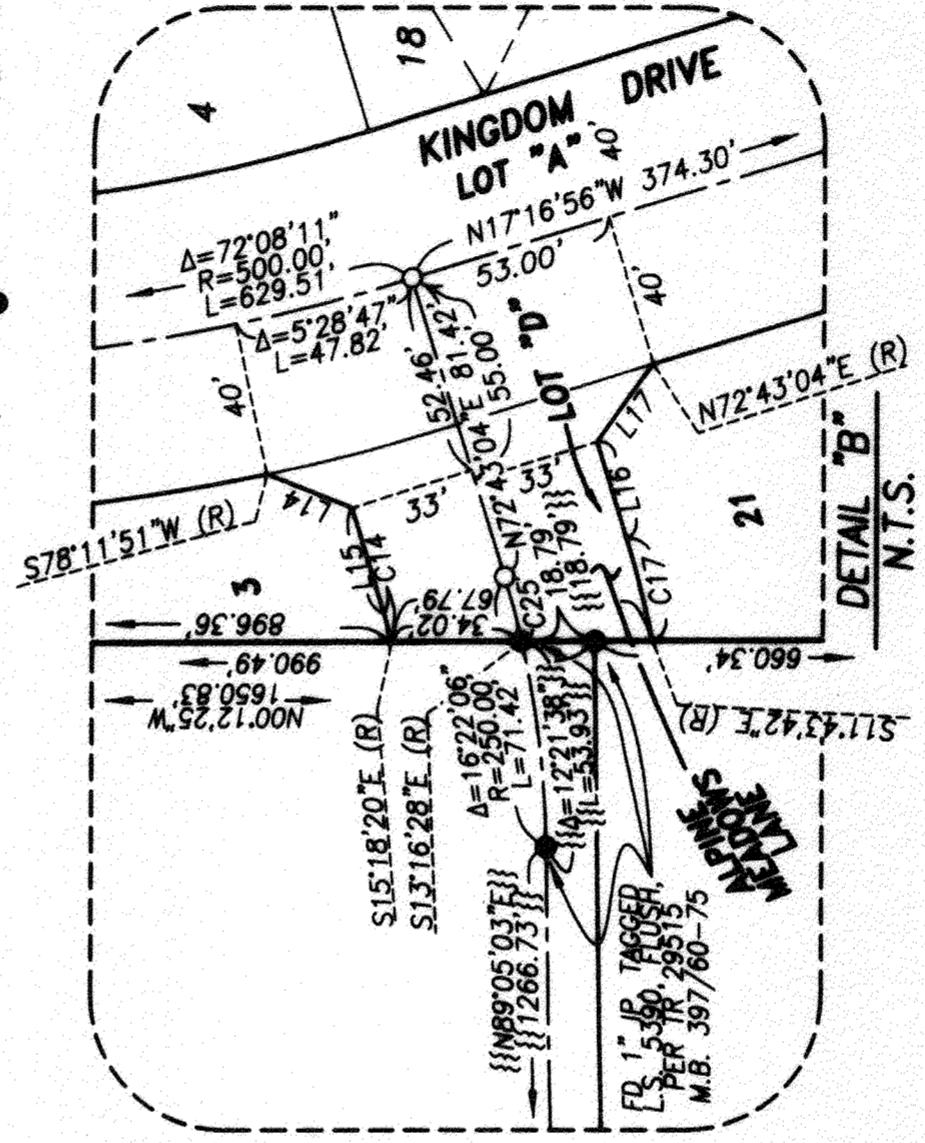 4
18
KINGDOM DRIVE
LOT "A"
40'
N17°16'56"W 374.30'
53.00'
Δ=72°08'11"
R=500.00'
L=629.51'
Δ=5°28'47"
L=47.82'
40'
40'
52.46'
N72°43'04"E 81.42'
55.00'
LOT "D"
N72°43'04"E (R)
L17
L16
L14
33'
33'
S78°11'51"W (R)
L15
C14
3
21
DETAIL "B"
N.T.S.
C17
C25
18.79'
{{18.79'}}
67.79'
34.02'
896.36'
990.49'
1650.83'
N00°12'25"W
660.34'
S11°43'42"E (R)
S15°18'20"E (R)
S13°16'28"E (R)
Δ=16°22'06"
R=250.00'
L=71.42
{{Δ=12°21'38"}}
{{L=53.93'}}
ALPINE
MEADOWS
LANE
{{N89°05'03"E}}
{{1266.73'}}
FD 1" IP TAGGED
L.S. 5390, FLUSH,
PER TR 29515
M.B. 397/60-75